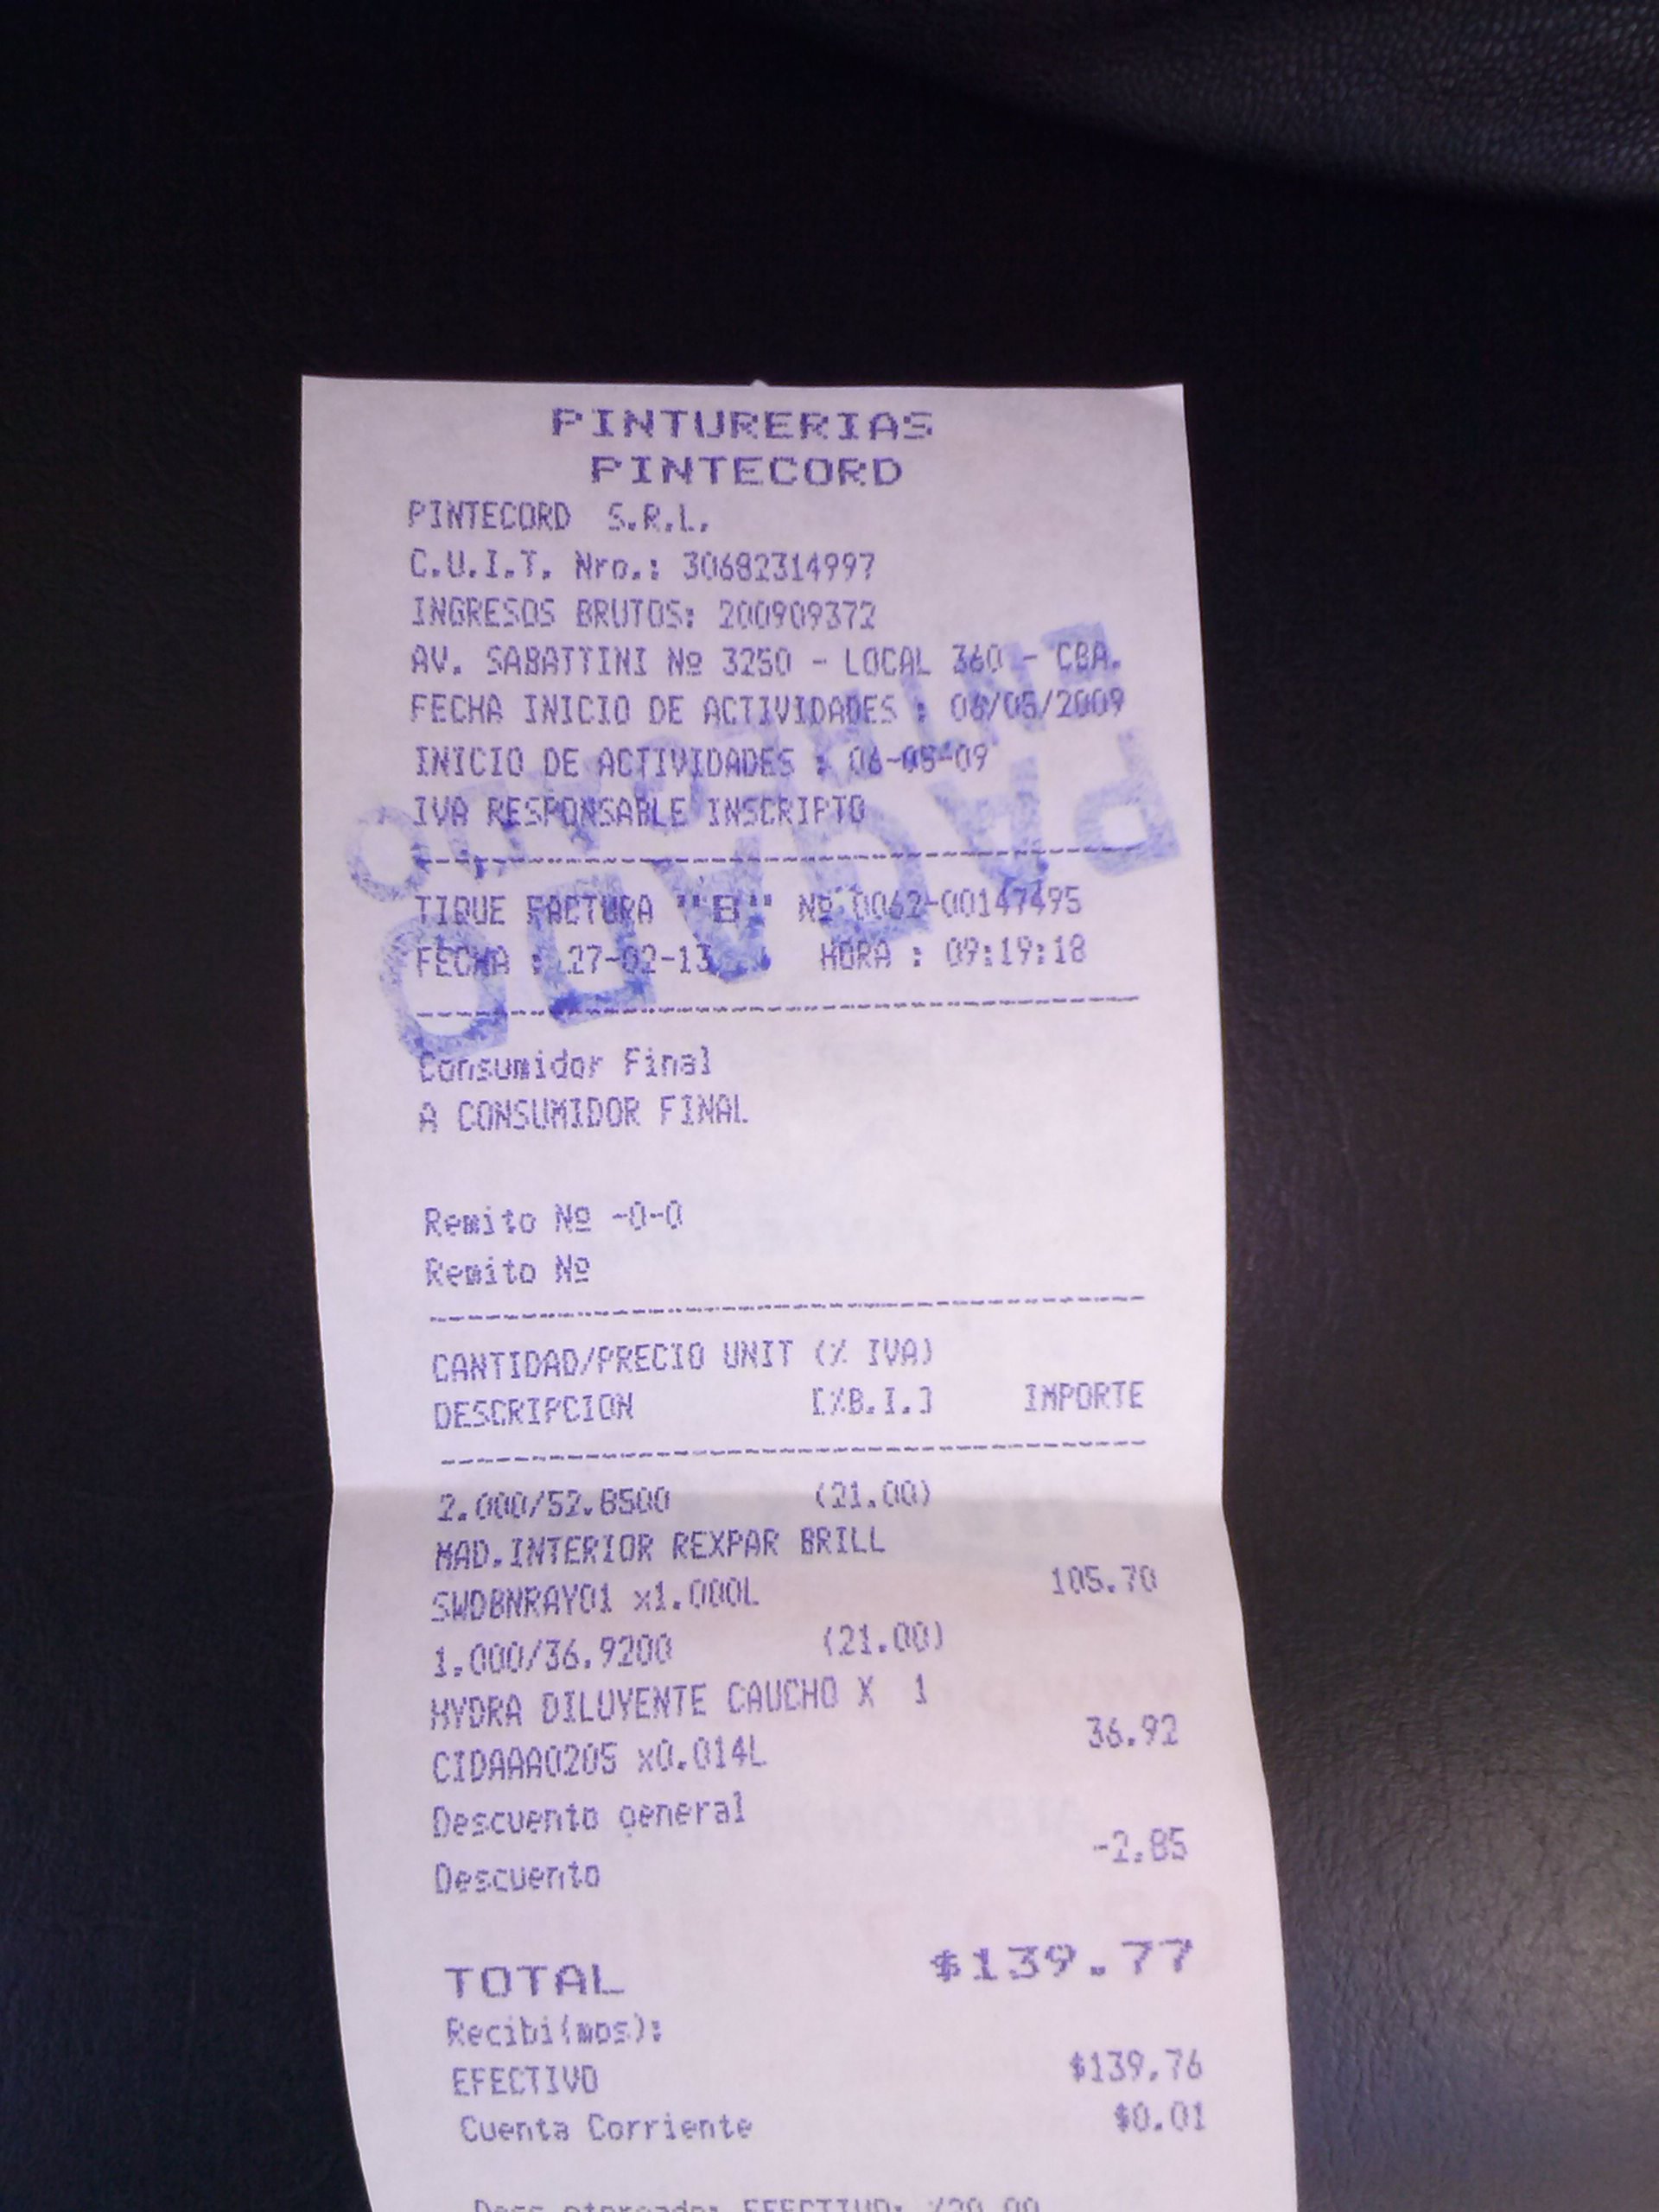 PINTURERIAS
PINTECORD
PINTECORD S.R.L.
C.U.I.T. Nro.: 30682314997
INGRESOS BRUTOS: 200909372
AV. SABATTINI Nº 3250 - LOCAL 360 - CBA.
FECHA INICIO DE ACTIVIDADES : 06/05/2009
INICIO DE ACTIVIDADES : 06-05-09
IVA RESPONSABLE INSCRIPTO
PAGADO
ENTREGADO
TIQUE FACTURA "B" Nº 0062-00147495
FECHA : 27-02-13 HORA : 09:19:18
Consumidor Final
A CONSUMIDOR FINAL
Remito Nº -0-0
Remito Nº
CANTIDAD/PRECIO UNIT (% IVA)
DESCRIPCION [%B.I.] IMPORTE
2.000/52.8500 (21.00)
MAD.INTERIOR REXPAR BRILL
SWDBNRAY01 x1.000L 105.70
1.000/36.9200 (21.00)
HYDRA DILUYENTE CAUCHO X 1
CIDAAA0205 x0.014L 36.92
Descuento general
Descuento -2.85
TOTAL $139.77
Recibi(mos):
EFECTIVO $139.76
Cuenta Corriente $0.01
EFECTIVO: %20.00